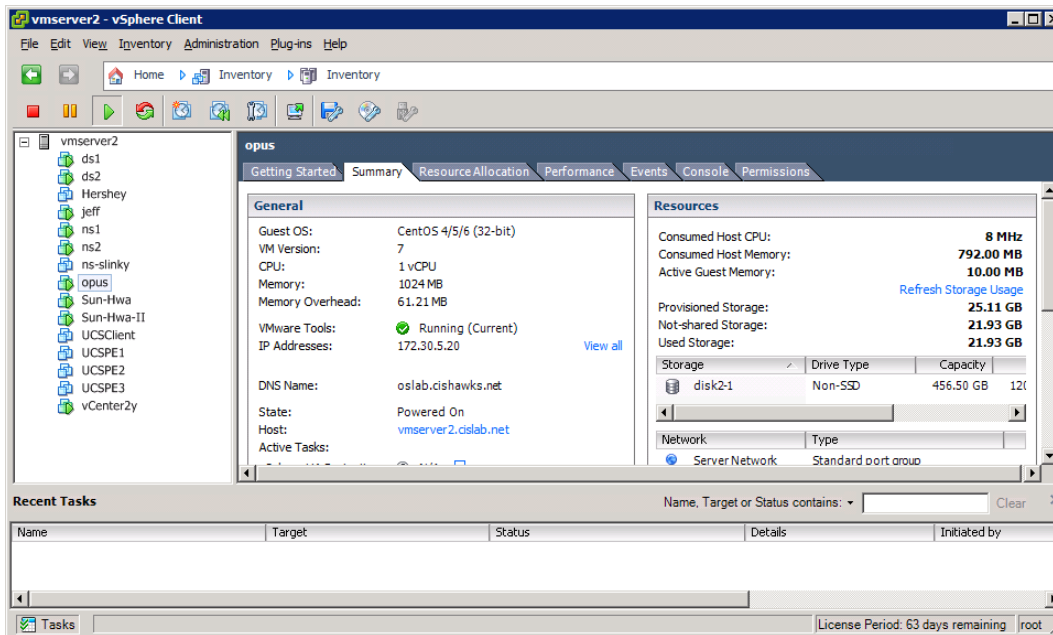 vmserver2 - vSphere Client
File Edit View Inventory Administration Plug-ins Help
Home Inventory Inventory
vmserver2
ds1
ds2
Hershey
jeff
ns1
ns2
ns-slinky
opus
Sun-Hwa
Sun-Hwa-II
UCSClient
UCSPE1
UCSPE2
UCSPE3
vCenter2y
opus
Getting Started Summary Resource Allocation Performance Events Console Permissions
General
Guest OS: CentOS 4/5/6 (32-bit)
VM Version: 7
CPU: 1 vCPU
Memory: 1024 MB
Memory Overhead: 61.21 MB
VMware Tools: Running (Current)
IP Addresses: 172.30.5.20 View all
DNS Name: oslab.cishawks.net
State: Powered On
Host: vmserver2.cislab.net
Active Tasks:
Resources
Consumed Host CPU: 8 MHz
Consumed Host Memory: 792.00 MB
Active Guest Memory: 10.00 MB
Refresh Storage Usage
Provisioned Storage: 25.11 GB
Not-shared Storage: 21.93 GB
Used Storage: 21.93 GB
Storage Drive Type Capacity
disk2-1 Non-SSD 456.50 GB 120
Network Type
Server Network Standard port group
Recent Tasks
Name, Target or Status contains: Clear
Name Target Status Details Initiated by
Tasks License Period: 63 days remaining root